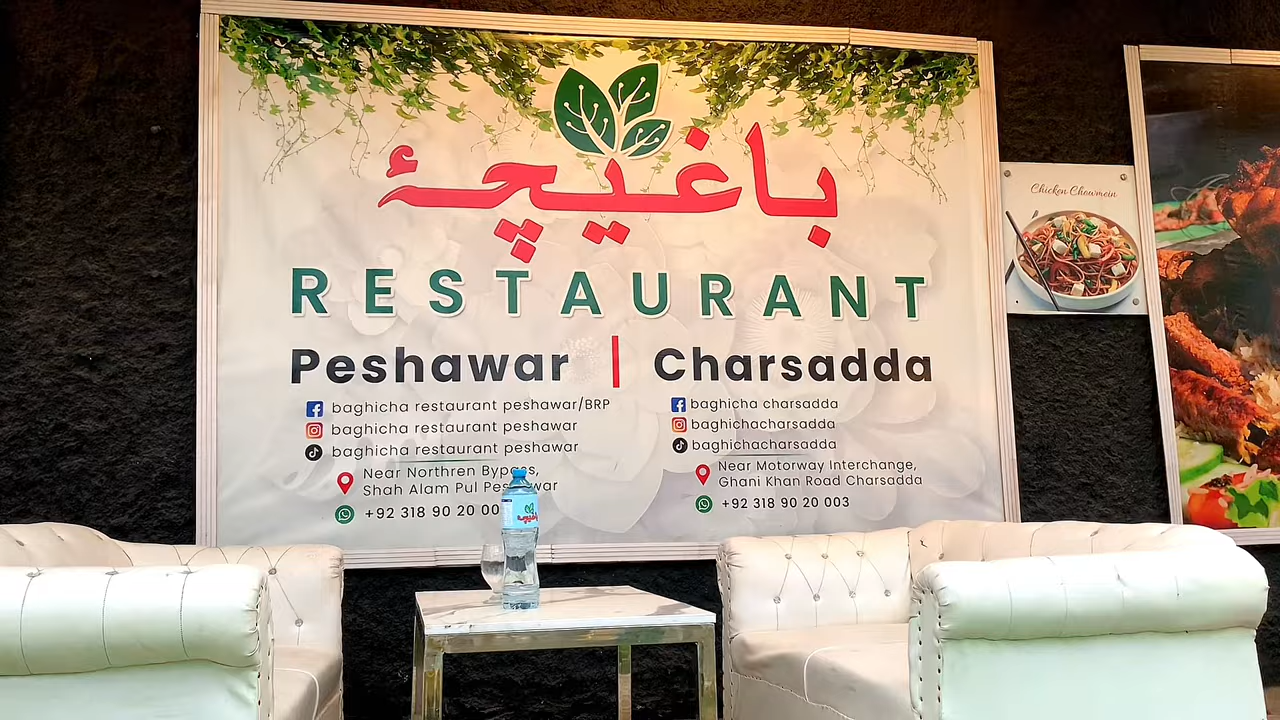 باغیچۂ
RESTAURANT
Peshawar | Charsadda
baghicha restaurant peshawar/BRP
baghicha restaurant peshawar
baghicha restaurant peshawar
Near Northren Bypass,
Shah Alam Pul Peshawar
+92 318 90 20 00
baghicha charsadda
baghichacharsadda
baghichacharsadda
Near Motorway Interchange,
Ghani Khan Road Charsadda
+92 318 90 20 003
Chicken Chowmein
باغیچۂ